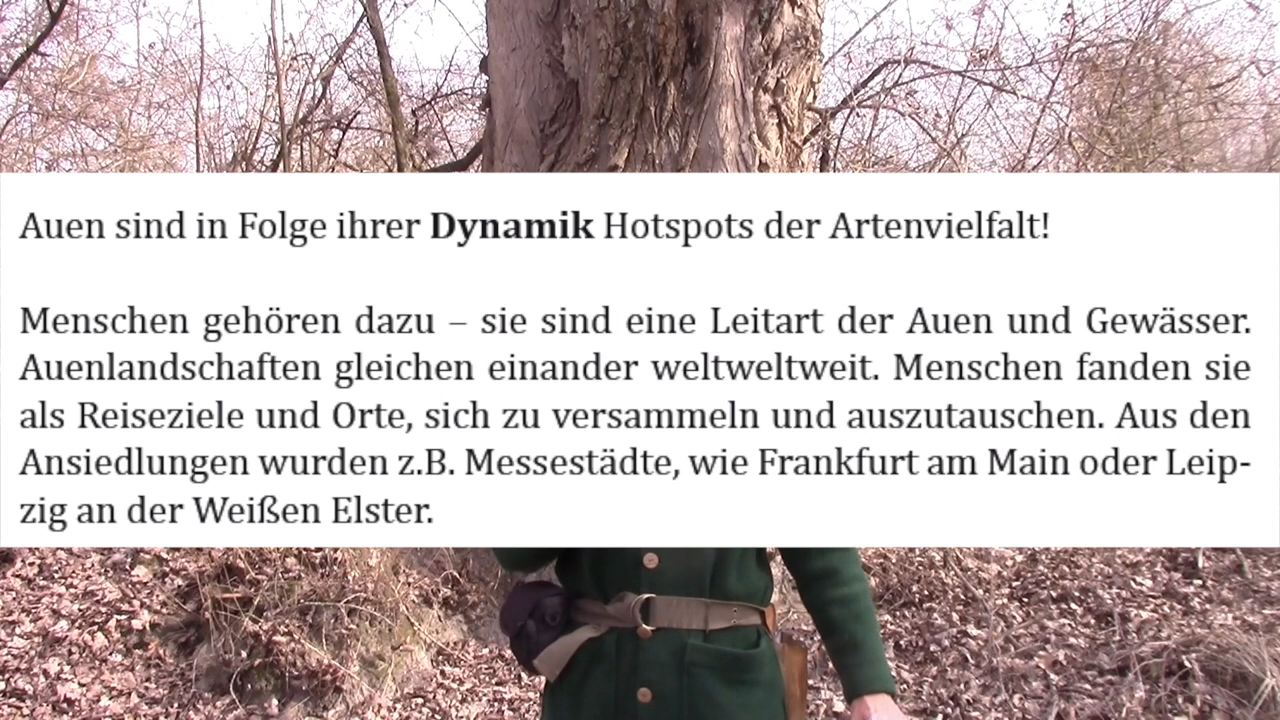 Auen sind in Folge ihrer Dynamik Hotspots der Artenvielfalt!
Menschen gehören dazu – sie sind eine Leitart der Auen und Gewässer.
Auenlandschaften gleichen einander weltweltweit. Menschen fanden sie
als Reiseziele und Orte, sich zu versammeln und auszutauschen. Aus den
Ansiedlungen wurden z.B. Messestädte, wie Frankfurt am Main oder Leip-
zig an der Weißen Elster.